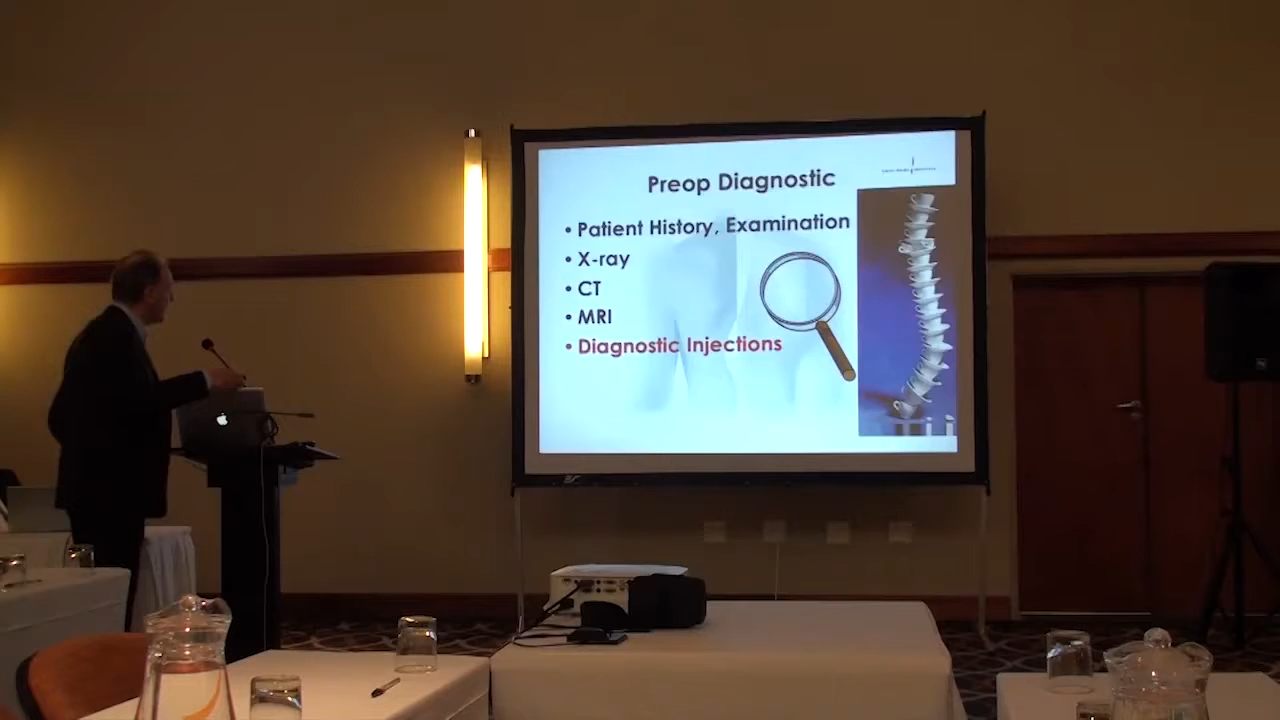 Preop Diagnostic
• Patient History, Examination
• X-ray
• CT
• MRI
• Diagnostic Injections